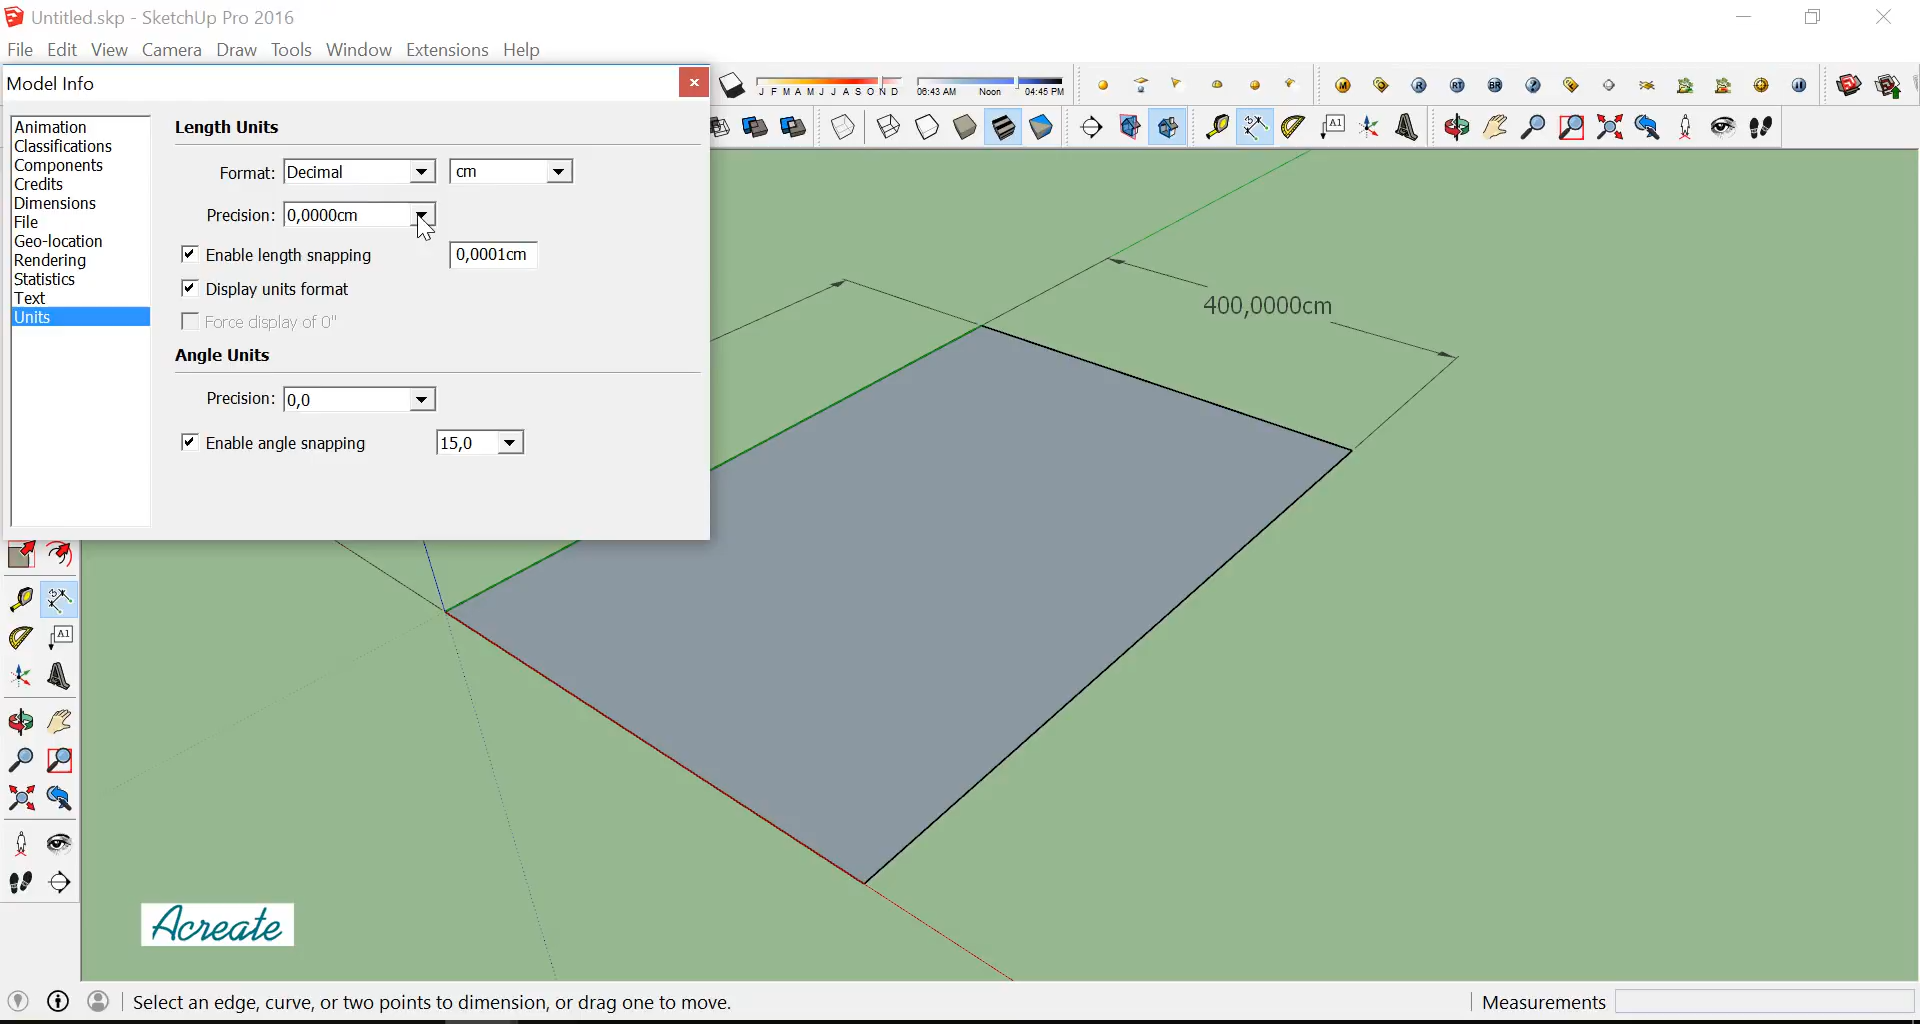 Untitled.skp - SketchUp Pro 2016
File Edit View Camera Draw Tools Window Extensions Help
Model Info
J F M A M J J A S O N D
06:43 AM Noon 04:45 PM
M R RT BR
A1
Animation
Classifications
Components
Credits
Dimensions
File
Geo-location
Rendering
Statistics
Text
Units
Length Units
Format: Decimal cm
Precision: 0,0000cm
Enable length snapping 0,0001cm
Display units format
Force display of 0"
Angle Units
Precision: 0,0
Enable angle snapping 15,0
400,0000cm
A1
Acreate
Select an edge, curve, or two points to dimension, or drag one to move.
Measurements